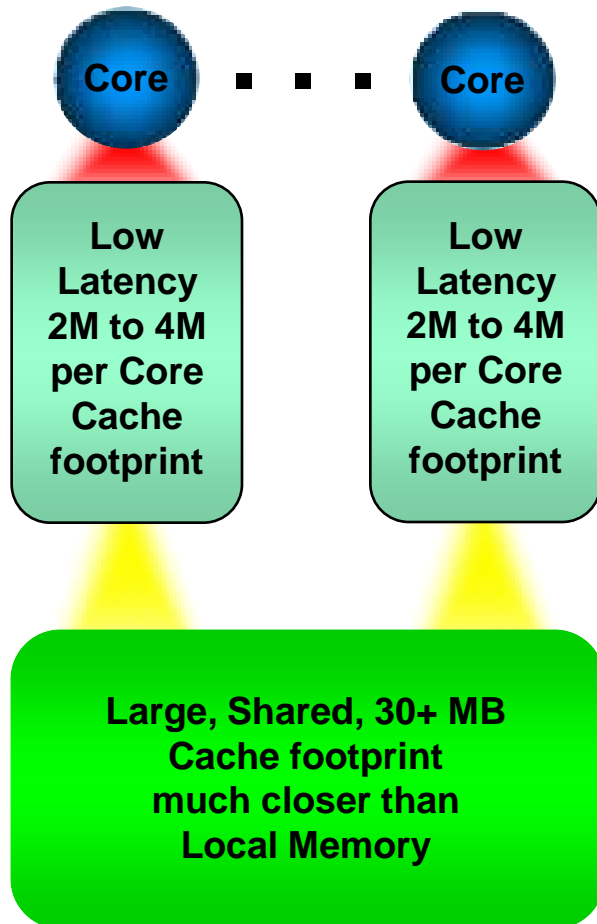 Core
Core
Low
Latency
2M to 4M
per Core
Cache
footprint
Low
Latency
2M to 4M
per Core
Cache
footprint
Large, Shared, 30+ MB
Cache footprint
much closer than
Local Memory